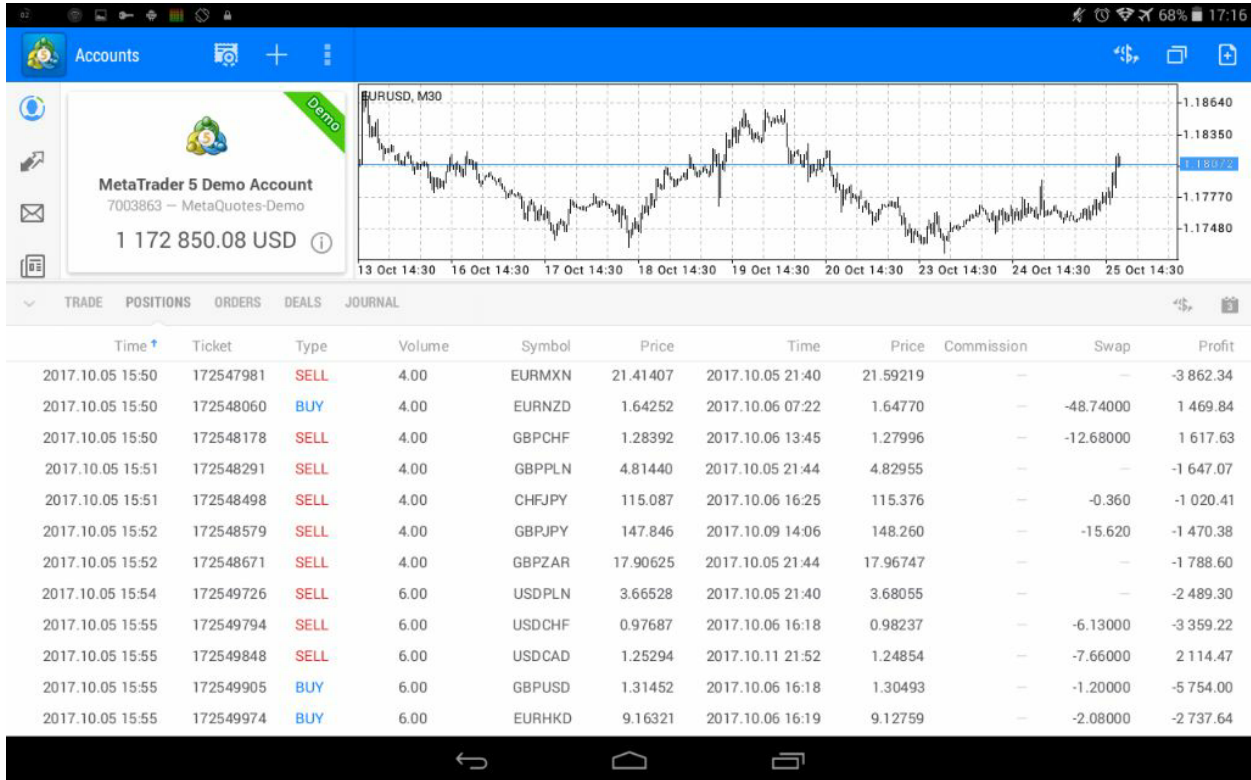 68% 17:16
Accounts
Demo
MetaTrader 5 Demo Account
7003863 — MetaQuotes-Demo
1 172 850.08 USD
EURUSD, M30
1.18640
1.18350
1.18072
1.17770
1.17480
13 Oct 14:30 16 Oct 14:30 17 Oct 14:30 18 Oct 14:30 19 Oct 14:30 20 Oct 14:30 23 Oct 14:30 24 Oct 14:30 25 Oct 14:30
TRADE POSITIONS ORDERS DEALS JOURNAL
Time Ticket Type Volume Symbol Price Time Price Commission Swap Profit
2017.10.05 15:50 172547981 SELL 4.00 EURMXN 21.41407 2017.10.05 21:40 21.59219 — — -3 862.34
2017.10.05 15:50 172548060 BUY 4.00 EURNZD 1.64252 2017.10.06 07:22 1.64770 — -48.74000 1 469.84
2017.10.05 15:50 172548178 SELL 4.00 GBPCHF 1.28392 2017.10.06 13:45 1.27996 — -12.68000 1 617.63
2017.10.05 15:51 172548291 SELL 4.00 GBPPLN 4.81440 2017.10.05 21:44 4.82955 — — -1 647.07
2017.10.05 15:51 172548498 SELL 4.00 CHFJPY 115.087 2017.10.06 16:25 115.376 — -0.360 -1 020.41
2017.10.05 15:52 172548579 SELL 4.00 GBPJPY 147.846 2017.10.09 14:06 148.260 — -15.620 -1 470.38
2017.10.05 15:52 172548671 SELL 4.00 GBPZAR 17.90625 2017.10.05 21:44 17.96747 — — -1 788.60
2017.10.05 15:54 172549726 SELL 6.00 USDPLN 3.66528 2017.10.05 21:40 3.68055 — — -2 489.30
2017.10.05 15:55 172549794 SELL 6.00 USDCHF 0.97687 2017.10.06 16:18 0.98237 — -6.13000 -3 359.22
2017.10.05 15:55 172549848 SELL 6.00 USDCAD 1.25294 2017.10.11 21:52 1.24854 — -7.66000 2 114.47
2017.10.05 15:55 172549905 BUY 6.00 GBPUSD 1.31452 2017.10.06 16:18 1.30493 — -1.20000 -5 754.00
2017.10.05 15:55 172549974 BUY 6.00 EURHKD 9.16321 2017.10.06 16:19 9.12759 — -2.08000 -2 737.64